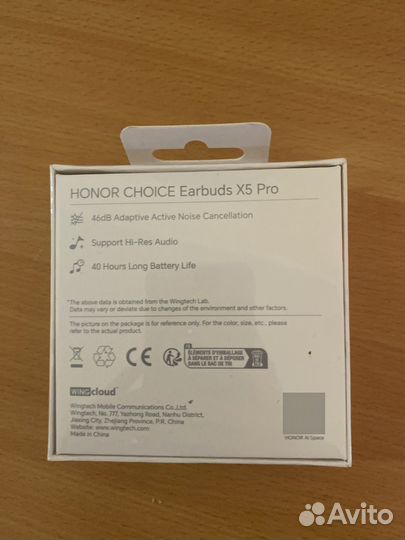 HONOR CHOICE Earbuds X5 Pro
46dB Adaptive Active Noise Cancellation
Support Hi-Res Audio
40 Hours Long Battery Life
*The above data is obtained from the Wingtech Lab.
Data may vary or deviate due to changes of the environment and other factors.
The picture on the package is for reference only. For the color, size, etc., please
refer to the actual product.
CE
FR
ÉLÉMENTS D'EMBALLAGE
À SÉPARER ET À DÉPOSER
DANS LE BAC DE TRI
WINGcloud™
Wingtech Mobile Communications Co.,Ltd.
Wingtech, No. 777, Yazhong Road, Nanhu District,
Jiaxing City, Zhejiang Province, P.R.China
Website: www.wingtech.com
Made in China
HONOR AI Space
Avito